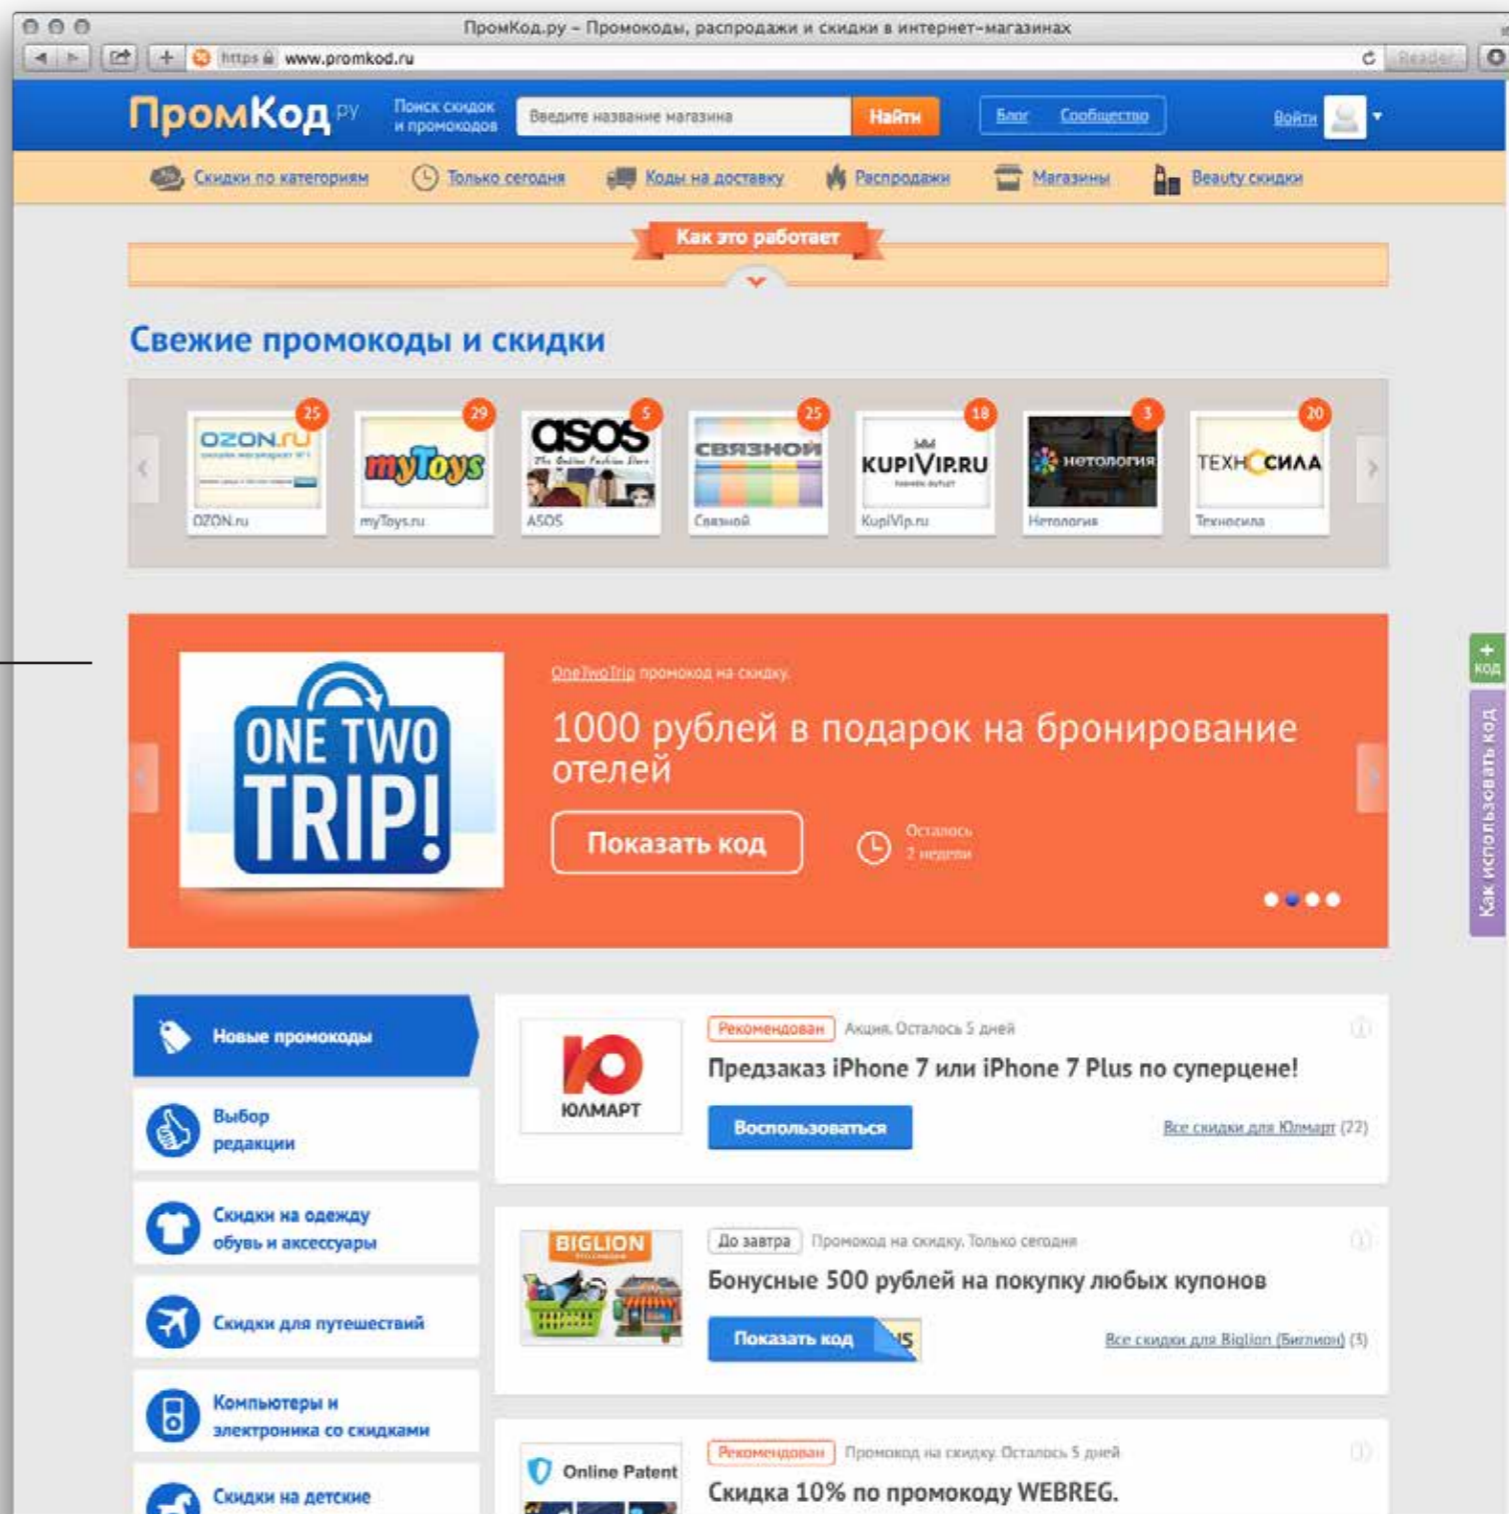 ПромКод.ру – Промокоды, распродажи и скидки в интернет-магазинах
https www.promkod.ru
Reader
ПромКод.РУ
Поиск скидок
и промокодов
Введите название магазина
Найти
Блог
Сообщество
Войти
Скидки по категориям
Только сегодня
Коды на доставку
Распродажи
Магазины
Beauty скидки
Как это работает
Свежие промокоды и скидки
25
29
5
25
18
3
20
OZON.ru
myToys
asos
The Online Fashion Store
СВЯЗНОЙ
KUPIVIP.RU
FASHION OUTLET
нетология
ТЕХНОСИЛА
OZON.ru
myToys.ru
ASOS
Связной
KupiVip.ru
Нетология
Техносила
ONE TWO
TRIP!
OneTwoTrip промокод на скидку.
1000 рублей в подарок на бронирование
отелей
Показать код
Осталось
2 недели
+
код
Как использовать код
Новые промокоды
Выбор
редакции
Скидки на одежду
обувь и аксессуары
Скидки для путешествий
Компьютеры и
электроника со скидками
Скидки на детские
ЮЛМАРТ
Рекомендован Акция. Осталось 5 дней
Предзаказ iPhone 7 или iPhone 7 Plus по суперцене!
Воспользоваться
Все скидки для Юлмарт (22)
BIGLION
До завтра Промокод на скидку. Только сегодня
Бонусные 500 рублей на покупку любых купонов
Показать код
US
Все скидки для Biglion (Биглион) (3)
Online Patent
Рекомендован Промокод на скидку. Осталось 5 дней
Скидка 10% по промокоду WEBREG.